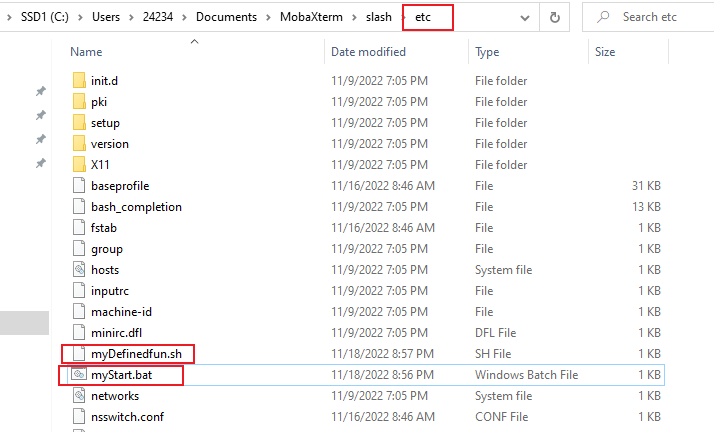 SSD1 (C:) > Users > 24234 > Documents > MobaXterm > slash > etc Search etc
Name Date modified Type Size
init.d 11/9/2022 7:05 PM File folder
pki 11/9/2022 7:05 PM File folder
setup 11/9/2022 7:05 PM File folder
version 11/9/2022 7:05 PM File folder
X11 11/9/2022 7:05 PM File folder
baseprofile 11/16/2022 8:46 AM File 31 KB
bash_completion 11/9/2022 7:05 PM File 13 KB
fstab 11/16/2022 8:46 AM File 1 KB
group 11/9/2022 7:05 PM File 1 KB
hosts 11/9/2022 7:05 PM System file 1 KB
inputrc 11/9/2022 7:05 PM File 1 KB
machine-id 11/9/2022 7:05 PM File 1 KB
minirc.dfl 11/9/2022 7:05 PM DFL File 1 KB
myDefinedfun.sh 11/18/2022 8:57 PM SH File 1 KB
myStart.bat 11/18/2022 8:56 PM Windows Batch File 1 KB
networks 11/9/2022 7:05 PM System file 1 KB
nsswitch.conf 11/16/2022 8:46 AM CONF File 1 KB